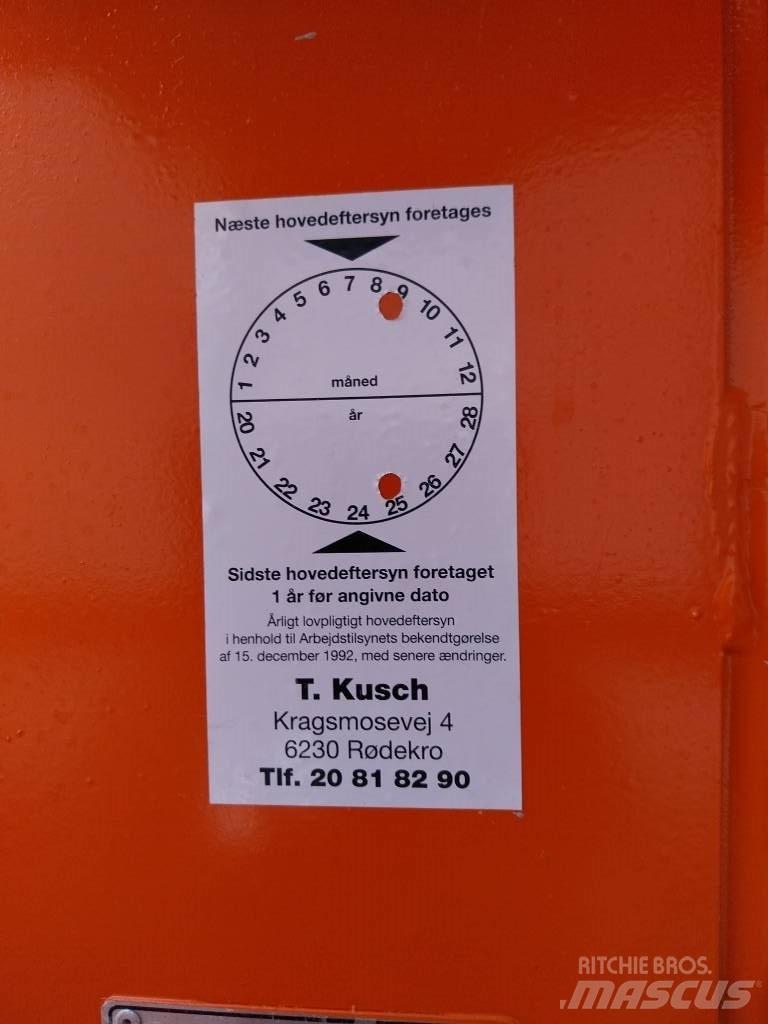 Næste hovedeftersyn foretages
1 2 3 4 5 6 7 8 9 10 11 12
måned
år
20 21 22 23 24 25 26 27 28
Sidste hovedeftersyn foretaget
1 år før angivne dato
Årligt lovpligtigt hovedeftersyn
i henhold til Arbejdstilsynets bekendtgørelse
af 15. december 1992, med senere ændringer.
T. Kusch
Kragsmosevej 4
6230 Rødekro
Tlf. 20 81 82 90
RITCHIE BROS.
MASCUS